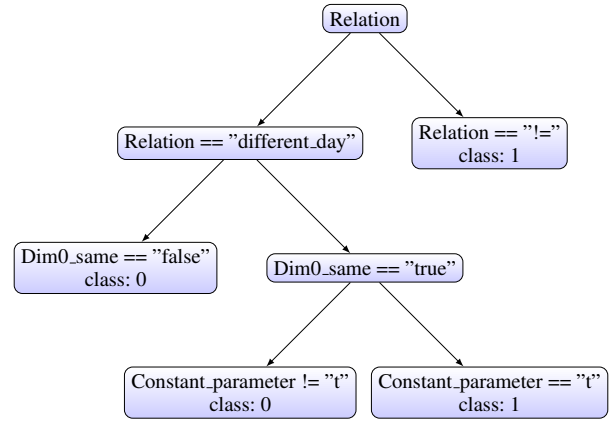 Relation
Relation == ”different_day”
Relation == ”!=”
class: 1
Dim0_same == ”false”
class: 0
Dim0_same == ”true”
Constant_parameter != ”t”
class: 0
Constant_parameter == ”t”
class: 1